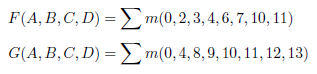 F(A, B, C, D) = ∑ m(0, 2, 3, 4, 6, 7, 10, 11)
G(A, B, C, D) = ∑ m(0, 4, 8, 9, 10, 11, 12, 13)